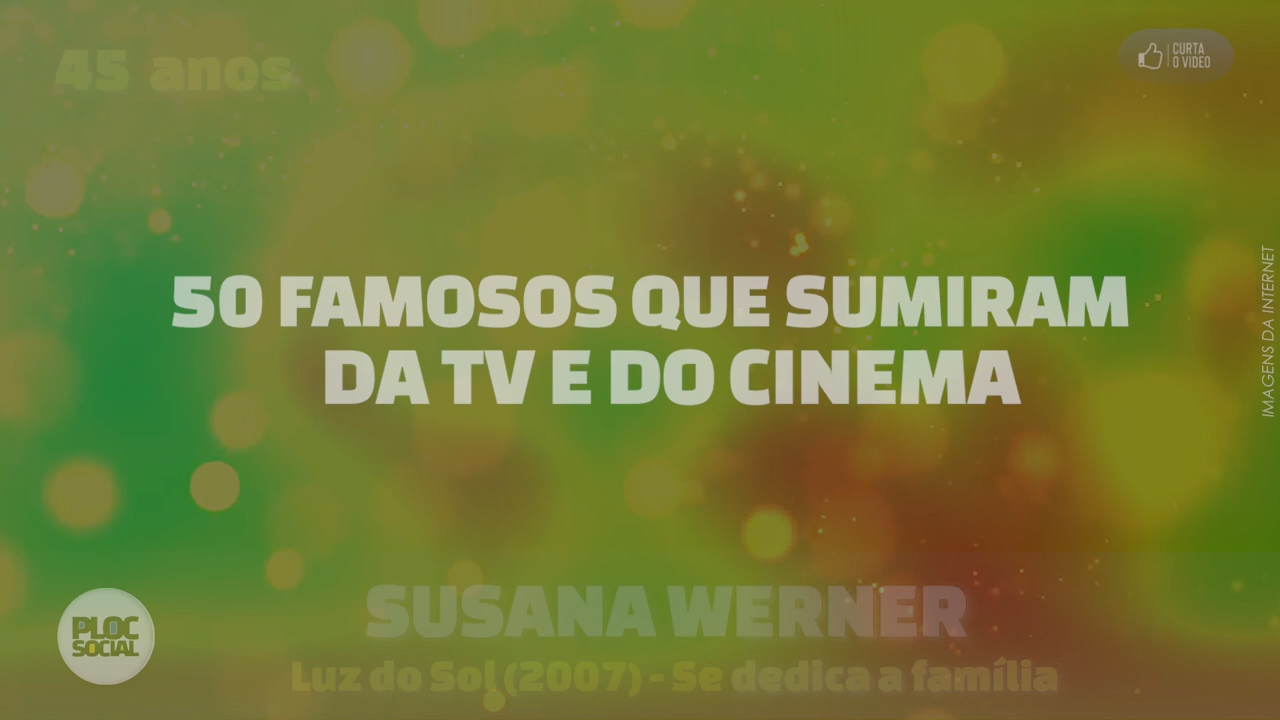 45 anos
CURTA
O VÍDEO
50 FAMOSOS QUE SUMIRAM
DA TV E DO CINEMA
IMAGENS DA INTERNET
SUSANA WERNER
Luz do Sol (2007) - Se dedica a família
PLOC
SOCIAL